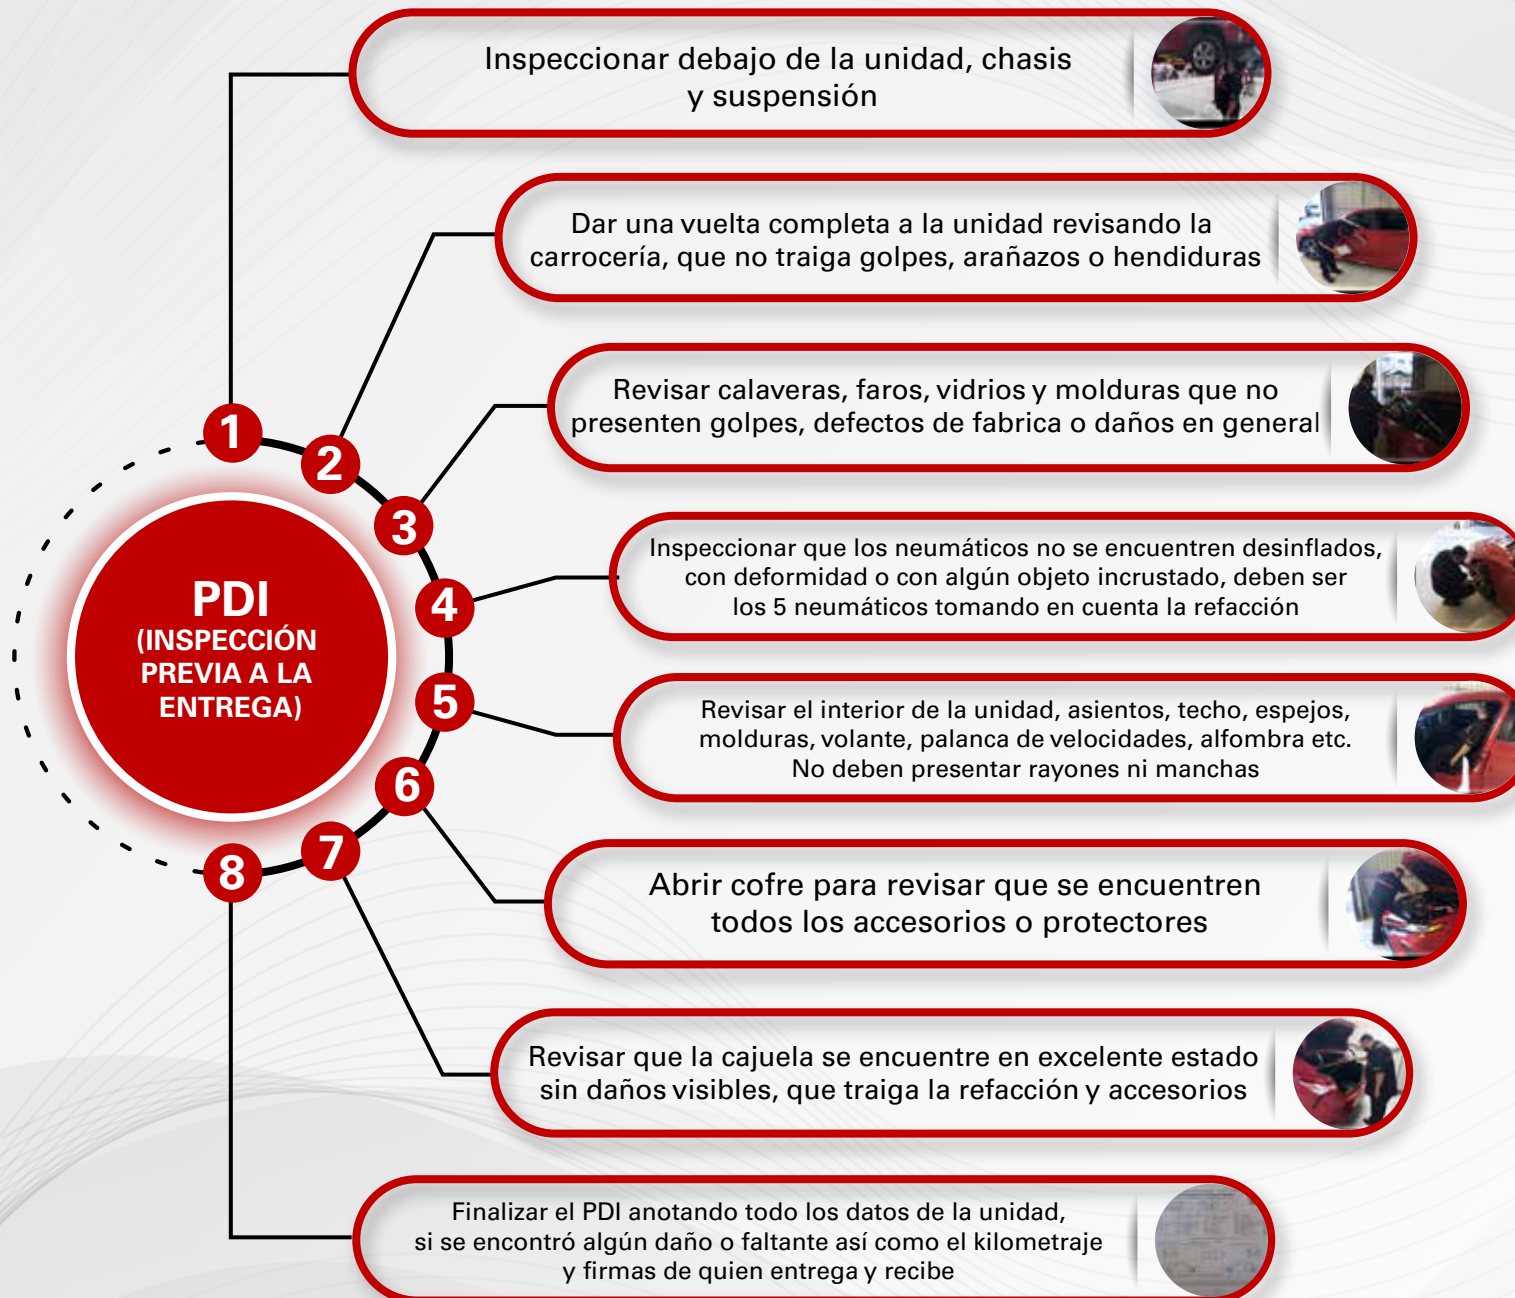 Inspeccionar debajo de la unidad, chasis
y suspensión
Dar una vuelta completa a la unidad revisando la
carrocería, que no traiga golpes, arañazos o hendiduras
Revisar calaveras, faros, vidrios y molduras que no
presenten golpes, defectos de fabrica o daños en general
Inspeccionar que los neumáticos no se encuentren desinflados,
con deformidad o con algún objeto incrustado, deben ser
los 5 neumáticos tomando en cuenta la refacción
Revisar el interior de la unidad, asientos, techo, espejos,
molduras, volante, palanca de velocidades, alfombra etc.
No deben presentar rayones ni manchas
Abrir cofre para revisar que se encuentren
todos los accesorios o protectores
Revisar que la cajuela se encuentre en excelente estado
sin daños visibles, que traiga la refacción y accesorios
Finalizar el PDI anotando todo los datos de la unidad,
si se encontró algún daño o faltante así como el kilometraje
y firmas de quien entrega y recibe
1
2
3
4
5
6
7
8
PDI
(INSPECCIÓN
PREVIA A LA
ENTREGA)